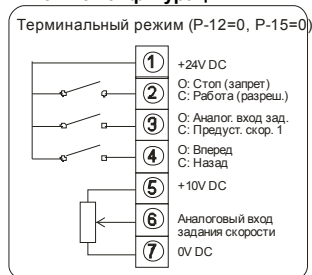 Терминальный режим (P-12=0, P-15=0)
1 +24V DC
2 О: Стоп (запрет)
С: Работа (разреш.)
3 О: Аналог. вход зад.
С: Предуст. скор. 1
4 О: Вперед
С: Назад
5 +10V DC
6 Аналоговый вход
задания скорости
7 0V DC